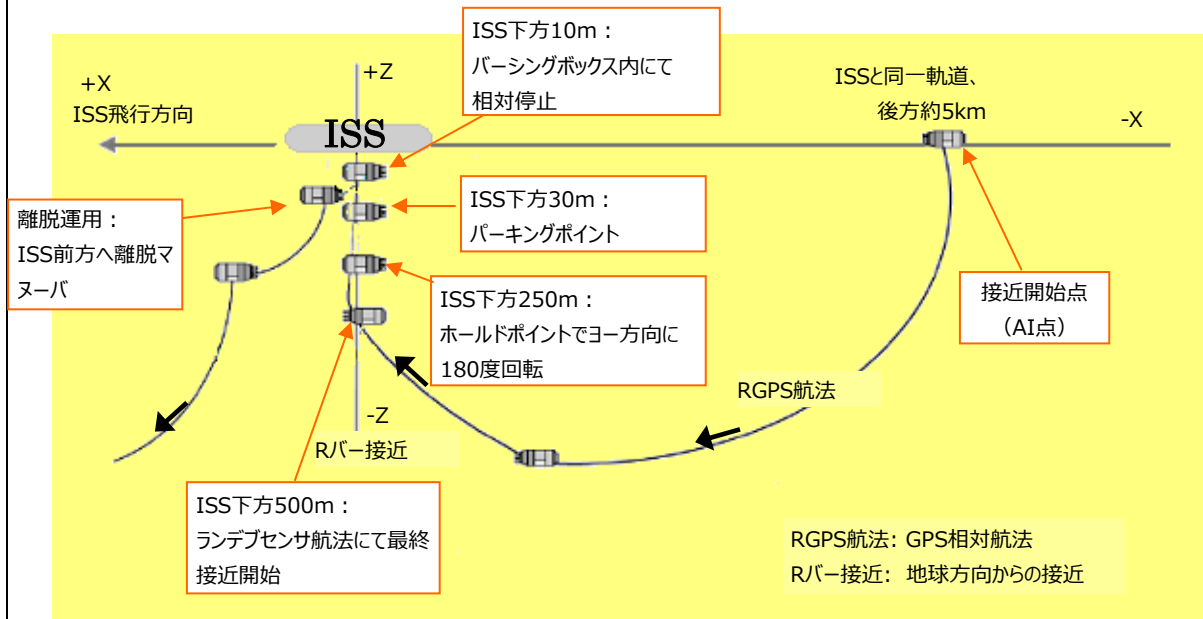 ISS下方10m：
バーシングボックス内にて
相対停止
+Z
+X
ISS飛行方向
ISS
ISSと同一軌道、
後方約5km
-X
離脱運用：
ISS前方へ離脱マ
ヌーバ
ISS下方30m：
パーキングポイント
ISS下方250m：
ホールドポイントでヨー方向に
180度回転
接近開始点
（AI点）
RGPS航法
-Z
Rバー接近
ISS下方500m：
ランデブセンサ航法にて最終
接近開始
RGPS航法: GPS相対航法
Rバー接近: 地球方向からの接近